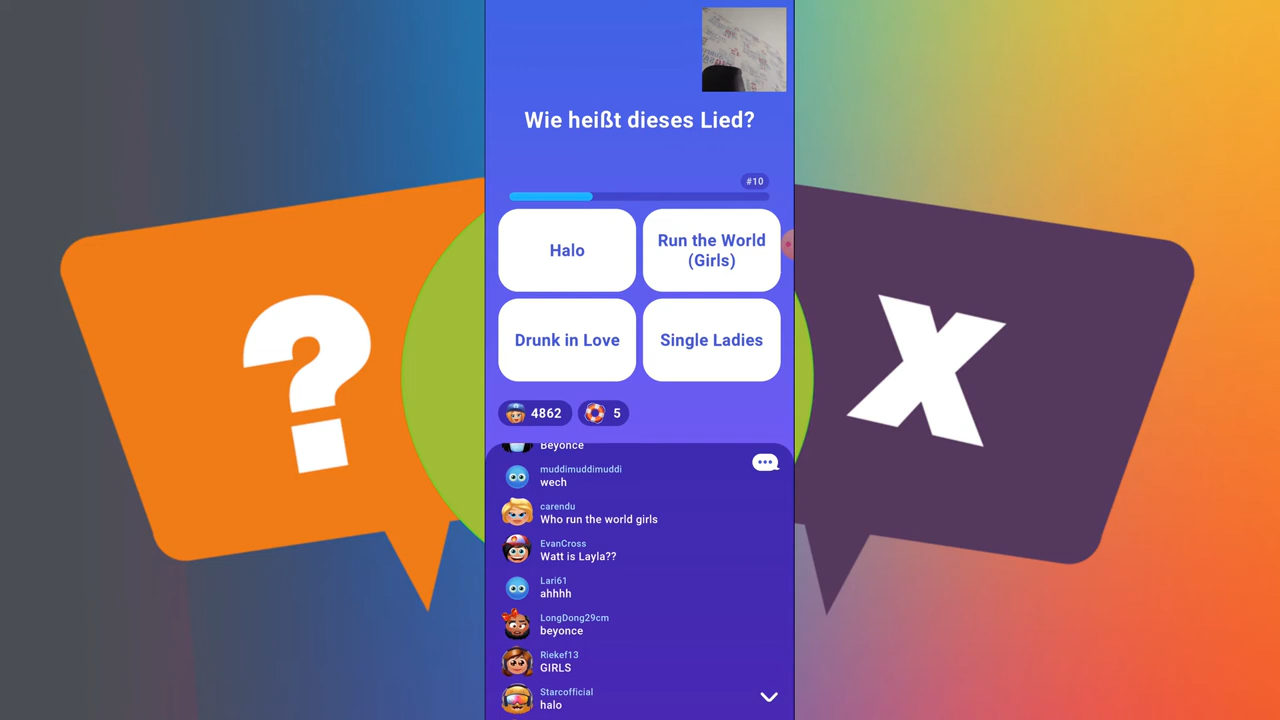 ?
X
Wie heißt dieses Lied?
#10
Halo
Run the World
(Girls)
Drunk in Love
Single Ladies
4862
5
Beyonce
muddimuddimuddi
wech
carendu
Who run the world girls
EvanCross
Watt is Layla??
Lari61
ahhhh
LongDong29cm
beyonce
Riekef13
GIRLS
Starcofficial
halo